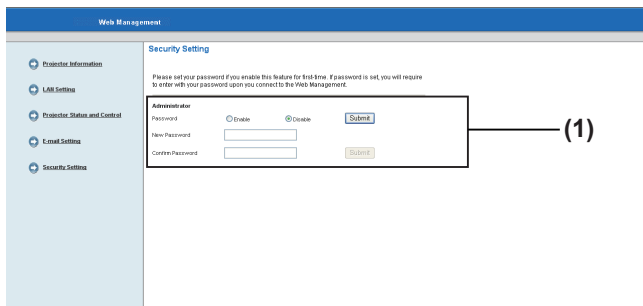 Web Management
Security Setting
Projector Information
LAN Setting
Projector Status and Control
E-mail Setting
Security Setting
Please set your password if you enable this feature for first-time. If password is set, you will require
to enter with your password upon you connect to the Web Management.
Administrator
Password Enable Disable Submit
New Password
Confirm Password Submit
(1)